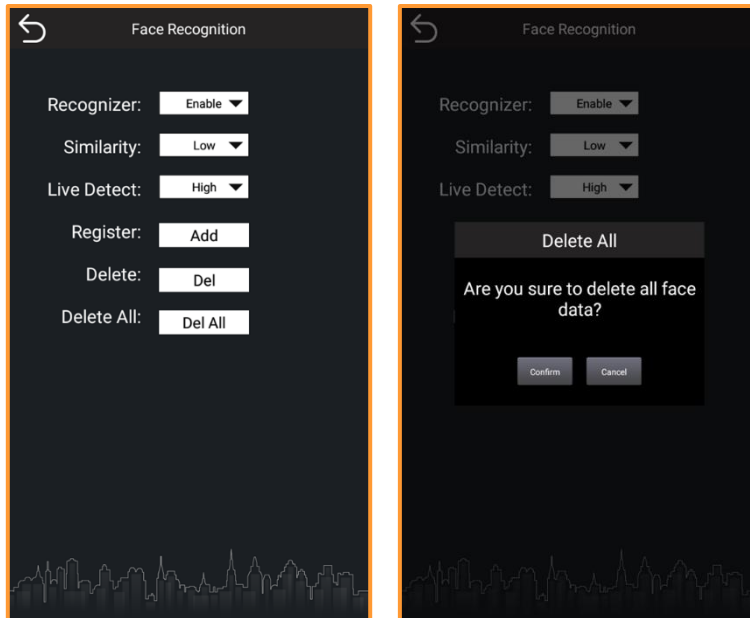 Face Recognition
Recognizer: Enable
Similarity: Low
Live Detect: High
Register: Add
Delete: Del
Delete All: Del All
Face Recognition
Recognizer: Enable
Similarity: Low
Live Detect: High
Delete All
Are you sure to delete all face
data?
Confirm Cancel